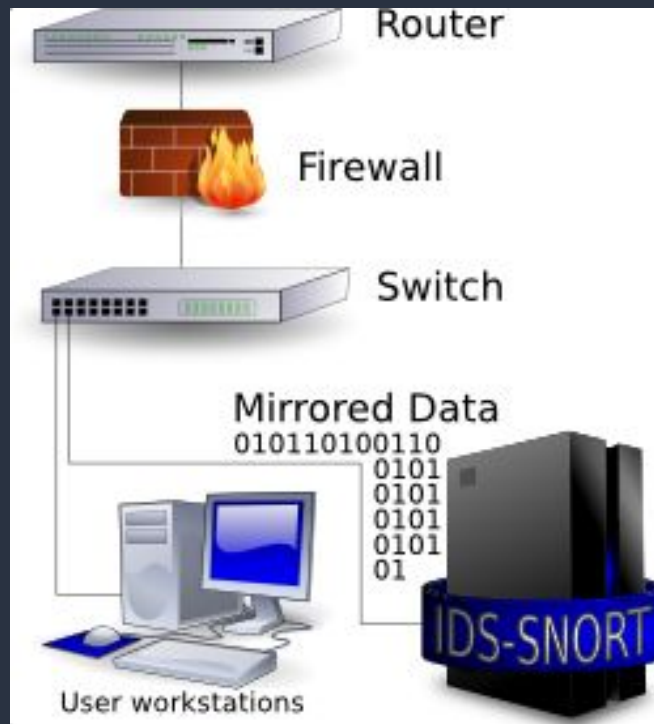 Router
Firewall
Switch
Mirrored Data
010110100110
0101
0101
0101
0101
01
IDS-SNORT
User workstations